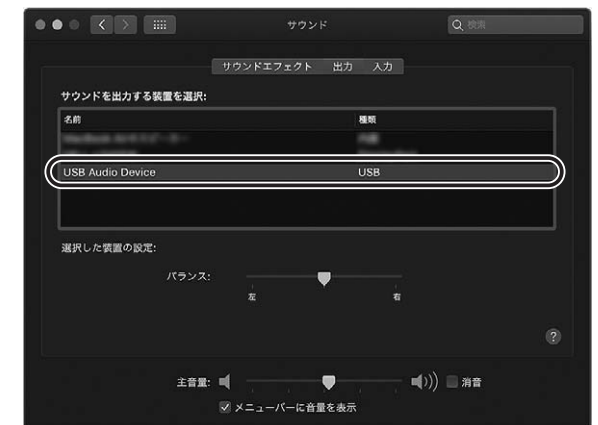 サウンド
検索
サウンドエフェクト 出力 入力
サウンドを出力する装置を選択:
名前 種類
USB Audio Device USB
選択した装置の設定:
バランス:
左 右
?
主音量: 消音
メニューバーに音量を表示